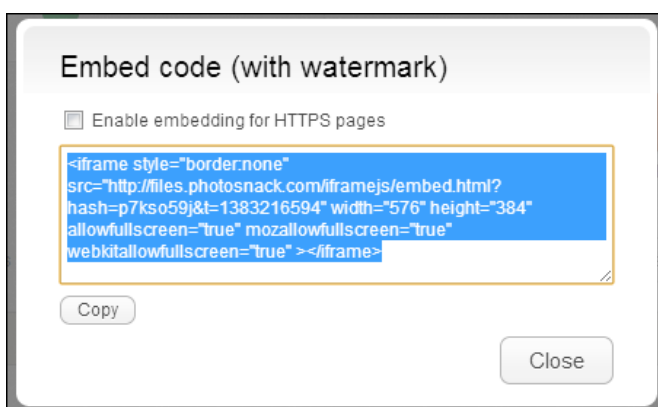 Embed code (with watermark)
Enable embedding for HTTPS pages
<iframe style="border:none"
src="http://files.photosnack.com/iframejs/embed.html?
hash=p7kso59j&t=1383216594" width="576" height="384"
allowfullscreen="true" mozallowfullscreen="true"
webkitallowfullscreen="true" ></iframe>
Copy
Close